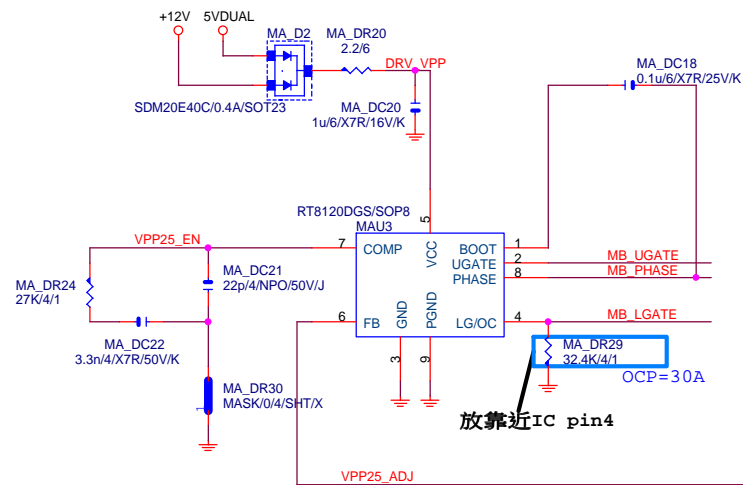 +12V
5VDUAL
MA_D2
MA_DR20
2.2/6
DRV_VPP
SDM20E40C/0.4A/SOT23
MA_DC20
1u/6/X7R/16V/K
MA_DC18
0.1u/6/X7R/25V/K
RT8120DGS/SOP8
MAU3
5
VPP25_EN
7
COMP
VCC
BOOT
1
UGATE
2
MB_UGATE
PHASE
8
MB_PHASE
MA_DR24
27K/4/1
MA_DC21
22p/4/NPO/50V/J
6
FB
GND
PGND
LG/OC
4
MB_LGATE
MA_DC22
3.3n/4/X7R/50V/K
3
9
MA_DR29
32.4K/4/1
OCP=30A
MA_DR30
MASK/0/4/SHT/X
1
放靠近IC pin4
VPP25_ADJ